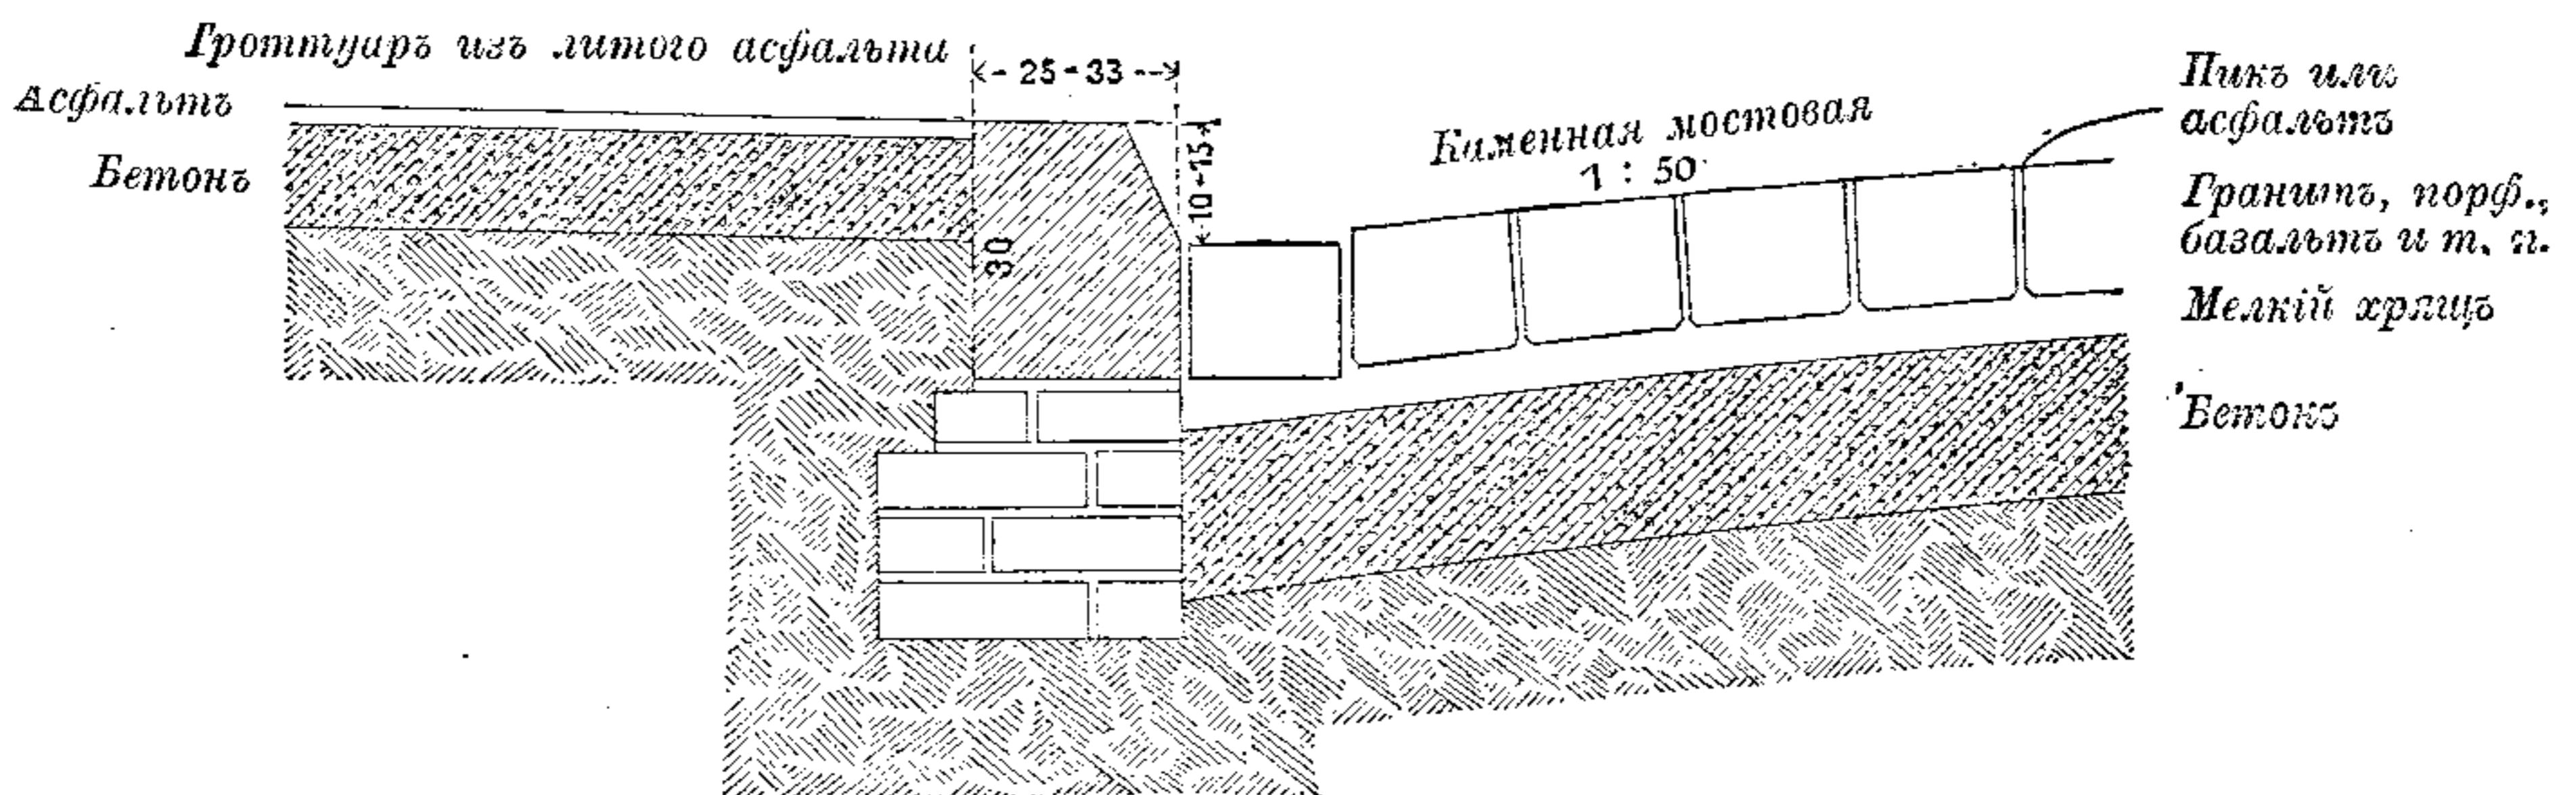 Троттуаръ изъ литого асфальта
Асфальтъ
Бетонъ
25-33
10-15
30
Каменная мостовая
1 : 50
Пикъ или
асфальтъ
Гранитъ, порф.,
базальтъ и т. п.
Мелкій хрящъ
Бетонъ